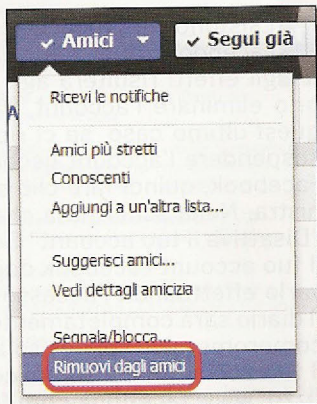 Amici
Segui già
Ricevi le notifiche
Amici più stretti
Conoscenti
Aggiungi a un'altra lista...
Suggerisci amici...
Vedi dettagli amicizia
Segnala/blocca...
Rimuovi dagli amici